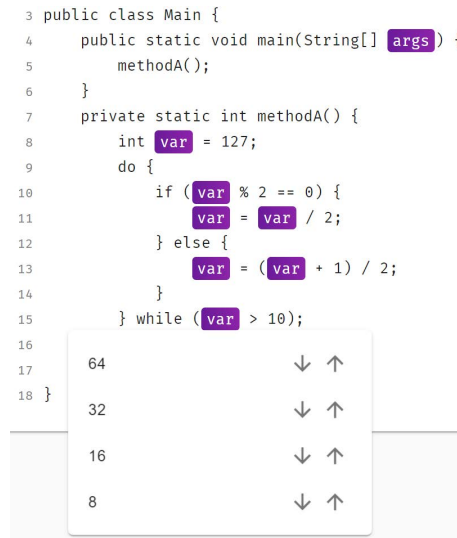 3 public class Main {
4 public static void main(String[] args)
5 methodA();
6 }
7 private static int methodA() {
8 int var = 127;
9 do {
10 if (var % 2 == 0) {
11 var = var / 2;
12 } else {
13 var = (var + 1) / 2;
14 }
15 } while (var > 10);
16
17
18 }
64 ↓ ↑
32 ↓ ↑
16 ↓ ↑
8 ↓ ↑